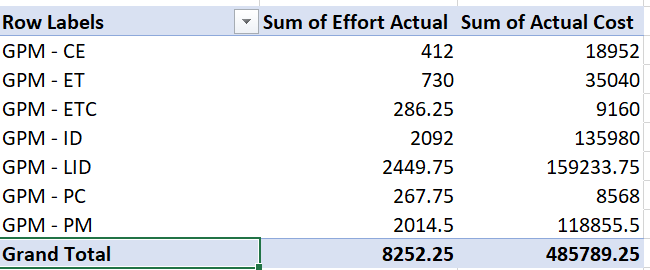 Row Labels Sum of Effort Actual Sum of Actual Cost
GPM - CE 412 18952
GPM - ET 730 35040
GPM - ETC 286.25 9160
GPM - ID 2092 135980
GPM - LID 2449.75 159233.75
GPM - PC 267.75 8568
GPM - PM 2014.5 118855.5
Grand Total 8252.25 485789.25